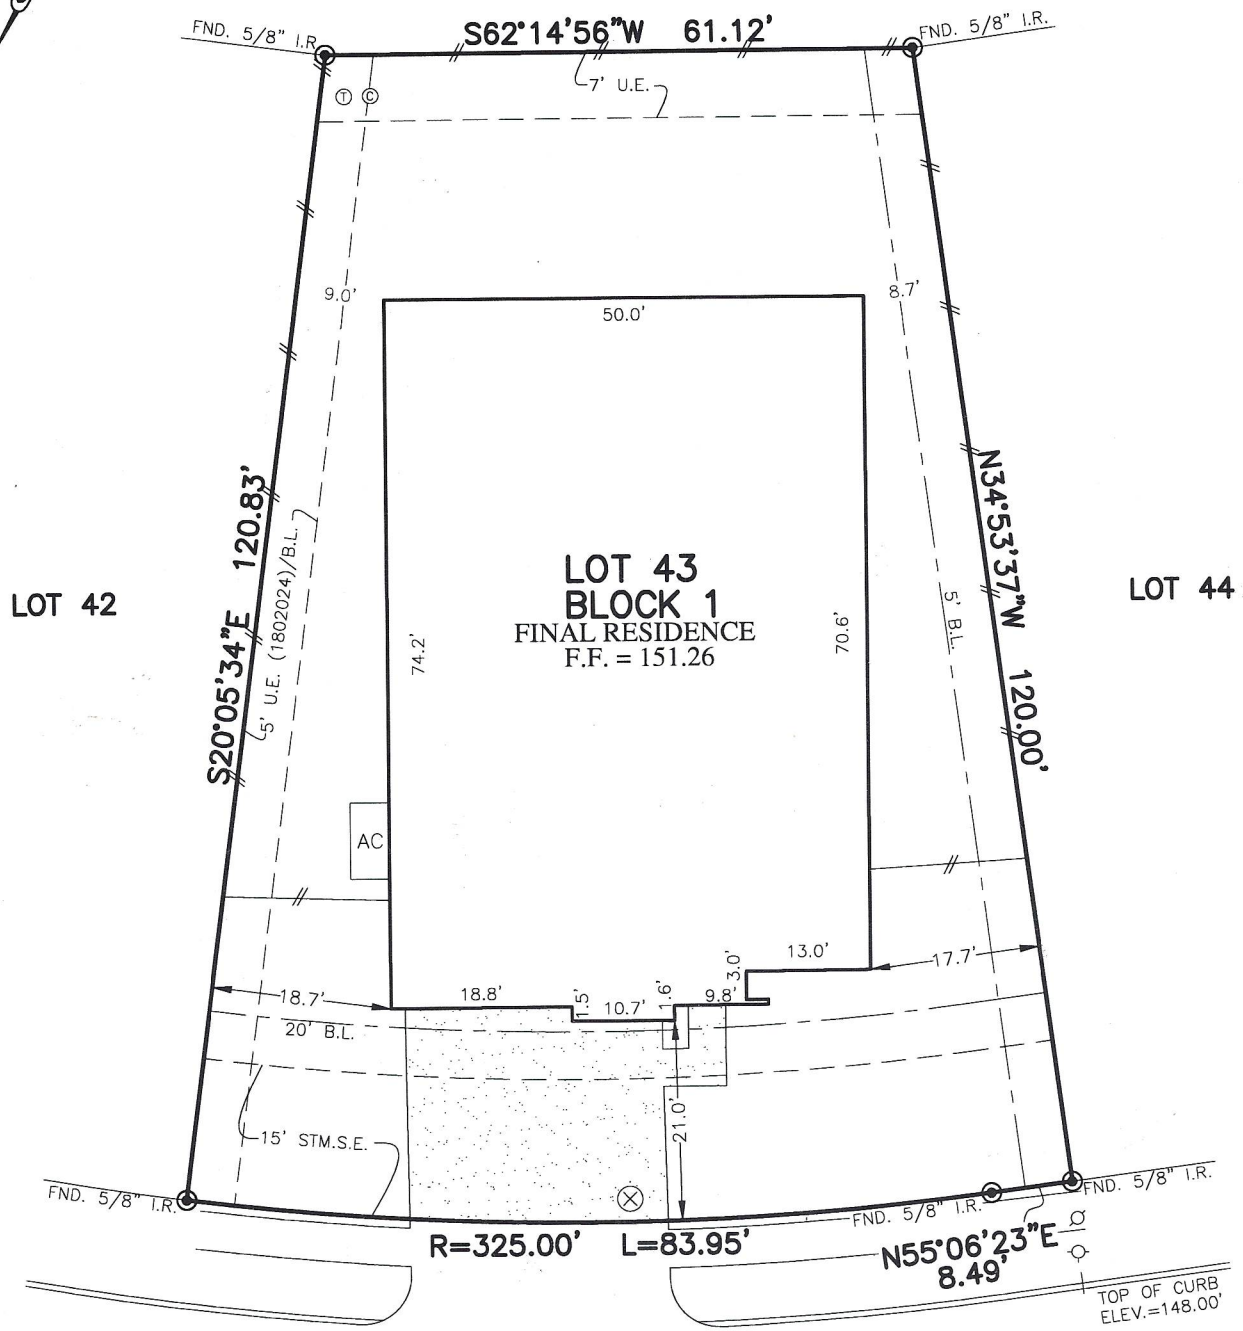 FND. 5/8" I.R.
S62°14'56"W 61.12'
FND. 5/8" I.R.
7' U.E.
T C
9.0'
8.7'
50.0'
S20°05'34"E 120.83'
5' U.E. (1802024)/B.L.
N34°53'37"W 120.00'
5' B.L.
LOT 42
LOT 43
BLOCK 1
FINAL RESIDENCE
F.F. = 151.26
LOT 44
74.2'
70.6'
AC
13.0'
3.0'
17.7'
18.7'
18.8'
1.5'
10.7'
1.6'
9.8'
20' B.L.
21.0'
15' STM.S.E.
FND. 5/8" I.R.
FND. 5/8" I.R.
FND. 5/8" I.R.
R=325.00' L=83.95'
N55°06'23"E
8.49'
TOP OF CURB
ELEV.=148.00'